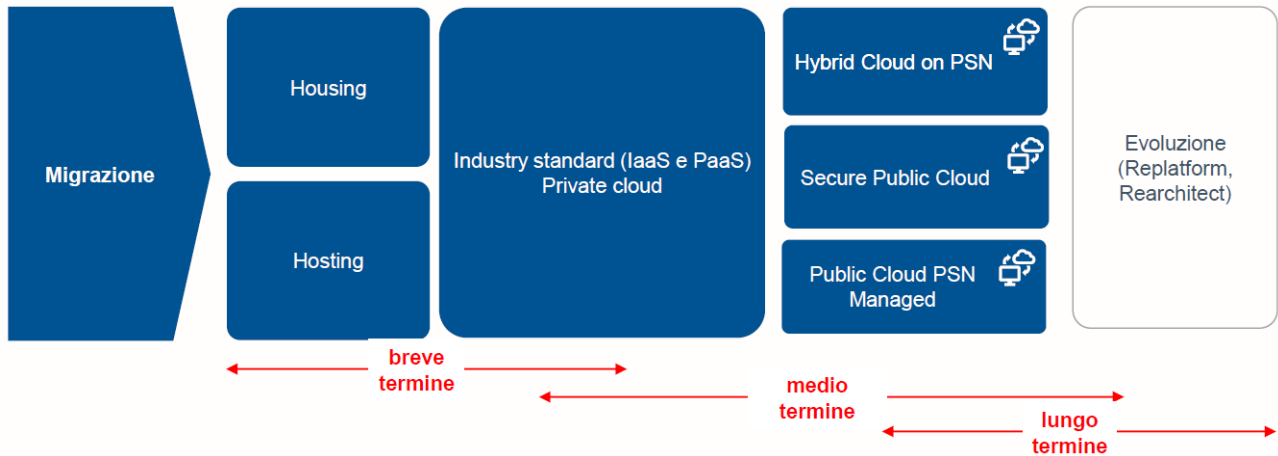 Migrazione
Housing
Hosting
Industry standard (IaaS e PaaS)
Private cloud
Hybrid Cloud on PSN
Secure Public Cloud
Public Cloud PSN
Managed
Evoluzione
(Replatform,
Rearchitect)
breve
termine
medio
termine
lungo
termine